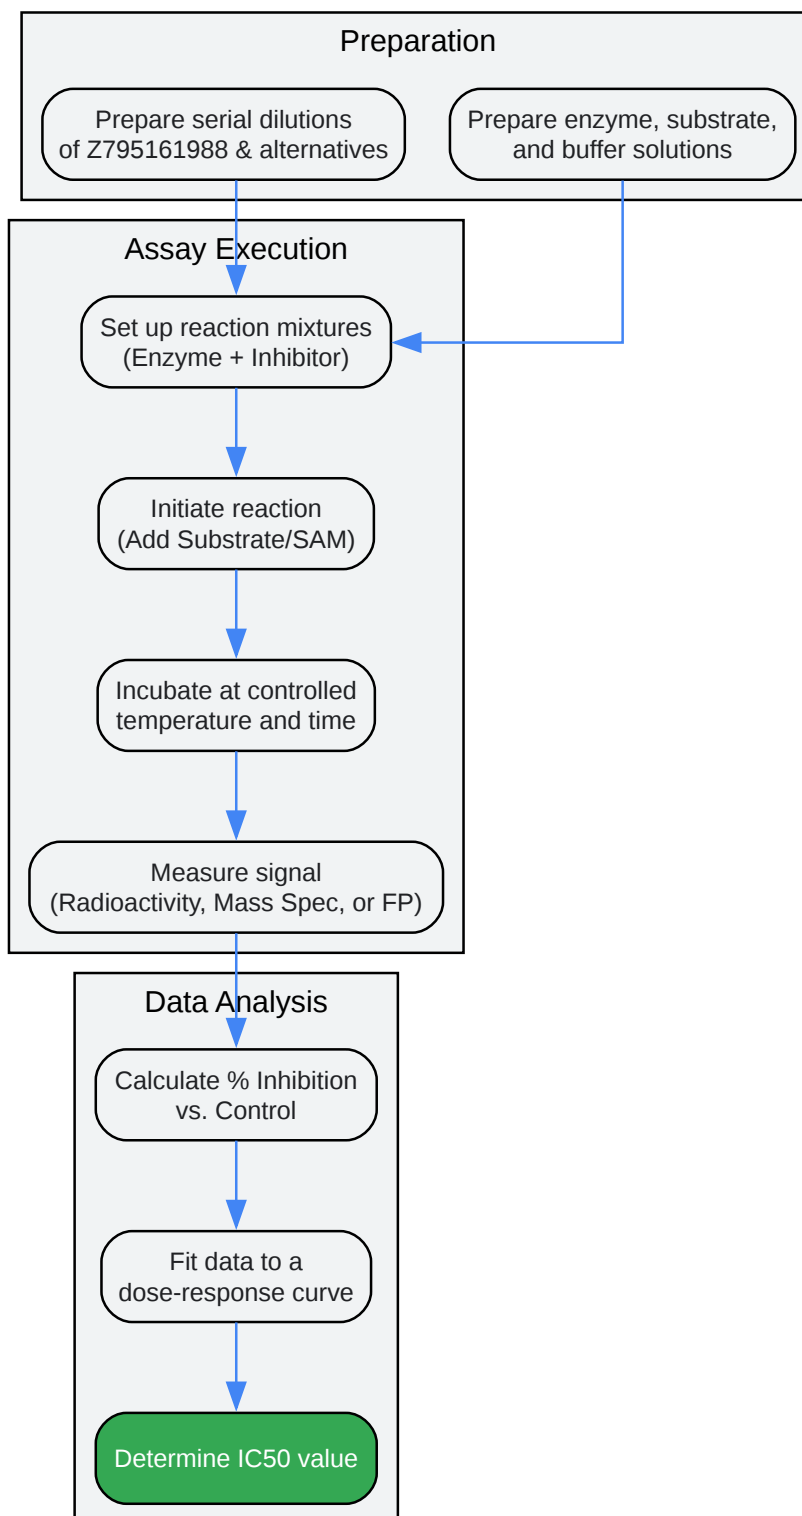 Preparation
Prepare serial dilutions
of Z795161988 & alternatives
Prepare enzyme, substrate,
and buffer solutions
Assay Execution
Set up reaction mixtures
(Enzyme + Inhibitor)
Initiate reaction
(Add Substrate/SAM)
Incubate at controlled
temperature and time
Measure signal
(Radioactivity, Mass Spec, or FP)
Data Analysis
Calculate % Inhibition
vs. Control
Fit data to a
dose-response curve
Determine IC50 value